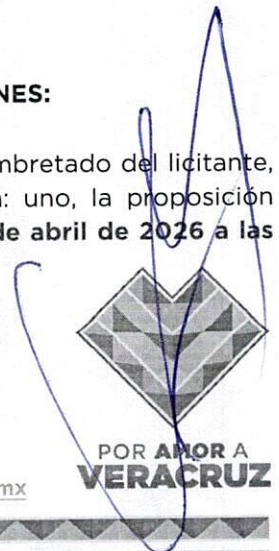 NES:
mbretado del licitante,
: uno, la proposición
de abril de 2026 a las
POR AMOR A
VERACRUZ
mx